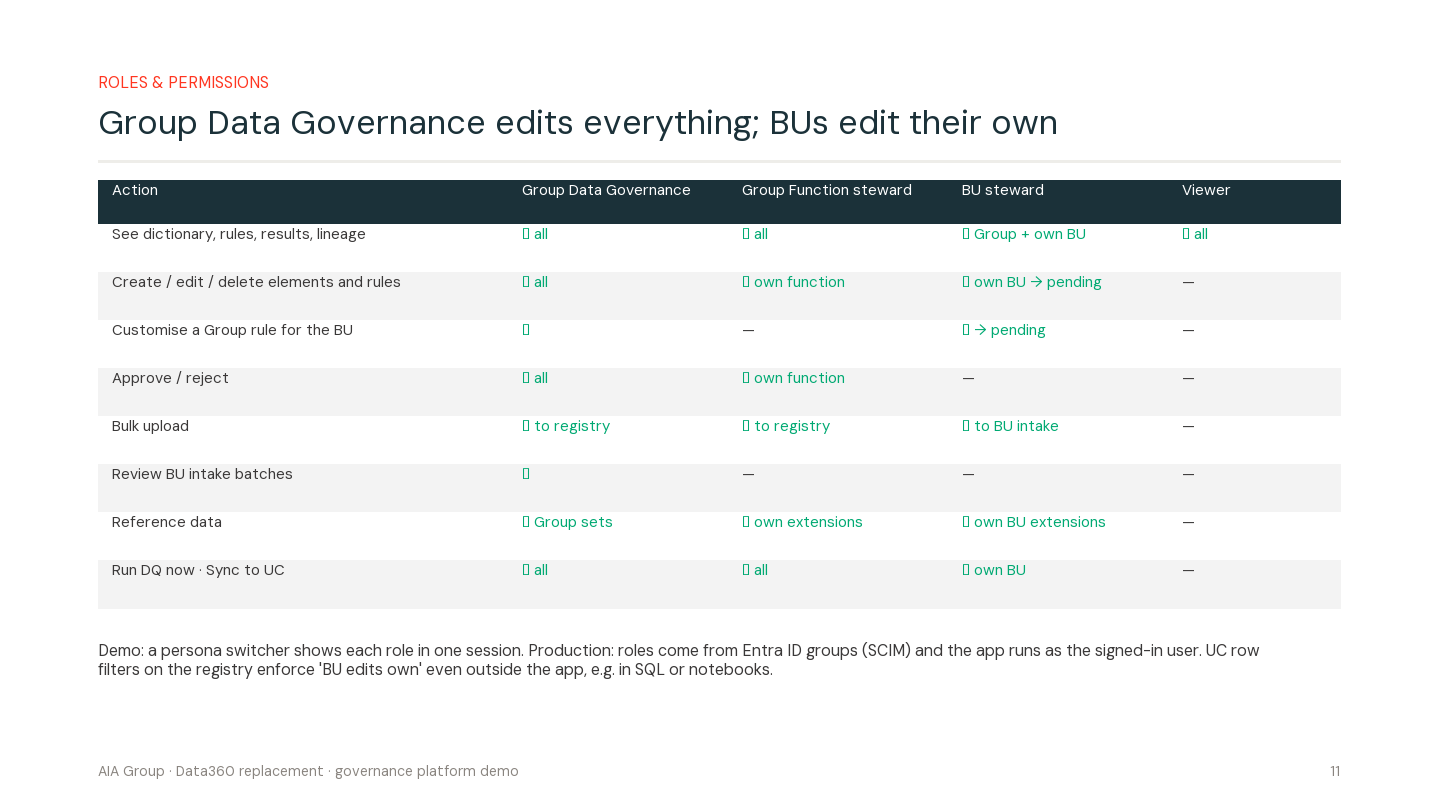 ROLES & PERMISSIONS
Group Data Governance edits everything; BUs edit their own
Action Group Data Governance Group Function steward BU steward Viewer
See dictionary, rules, results, lineage ▯ all ▯ all ▯ Group + own BU ▯ all
Create / edit / delete elements and rules ▯ all ▯ own function ▯ own BU → pending —
Customise a Group rule for the BU ▯ — ▯ → pending —
Approve / reject ▯ all ▯ own function — —
Bulk upload ▯ to registry ▯ to registry ▯ to BU intake —
Review BU intake batches ▯ — — —
Reference data ▯ Group sets ▯ own extensions ▯ own BU extensions —
Run DQ now · Sync to UC ▯ all ▯ all ▯ own BU —
Demo: a persona switcher shows each role in one session. Production: roles come from Entra ID groups (SCIM) and the app runs as the signed-in user. UC row
filters on the registry enforce 'BU edits own' even outside the app, e.g. in SQL or notebooks.
AIA Group · Data360 replacement · governance platform demo 11